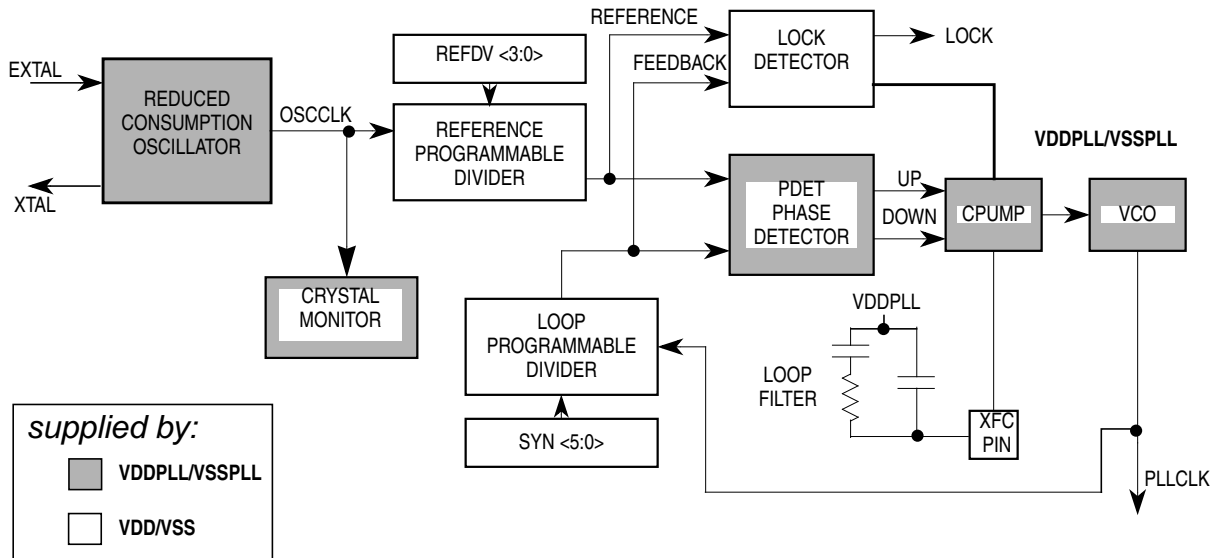 REFERENCE
REFDV <3:0>
LOCK
DETECTOR
LOCK
FEEDBACK
EXTAL
REDUCED
CONSUMPTION
OSCILLATOR
OSCCLK
REFERENCE
PROGRAMMABLE
DIVIDER
XTAL
VDDPLL/VSSPLL
PDET
PHASE
DETECTOR
UP
DOWN
CPUMP
VCO
CRYSTAL
MONITOR
LOOP
PROGRAMMABLE
DIVIDER
VDDPLL
LOOP
FILTER
XFC
PIN
SYN <5:0>
PLLCLK
supplied by:
VDDPLL/VSSPLL
VDD/VSS